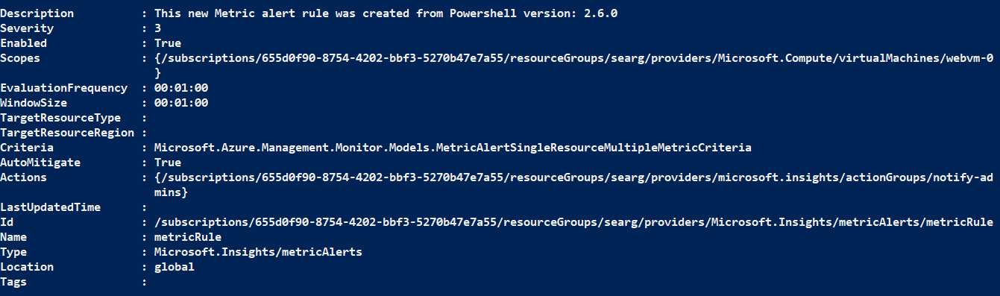 Description : This new Metric alert rule was created from Powershell version: 2.6.0
Severity : 3
Enabled : True
Scopes : {/subscriptions/655d0f90-8754-4202-bbf3-5270b47e7a55/resourceGroups/searg/providers/Microsoft.Compute/virtualMachines/webvm-0
}
EvaluationFrequency : 00:01:00
WindowSize : 00:01:00
TargetResourceType :
TargetResourceRegion :
Criteria : Microsoft.Azure.Management.Monitor.Models.MetricAlertSingleResourceMultipleMetricCriteria
AutoMitigate : True
Actions : {/subscriptions/655d0f90-8754-4202-bbf3-5270b47e7a55/resourceGroups/searg/providers/microsoft.insights/actionGroups/notify-ad
mins}
LastUpdatedTime :
Id : /subscriptions/655d0f90-8754-4202-bbf3-5270b47e7a55/resourceGroups/searg/providers/Microsoft.Insights/metricAlerts/metricRule
Name : metricRule
Type : Microsoft.Insights/metricAlerts
Location : global
Tags :